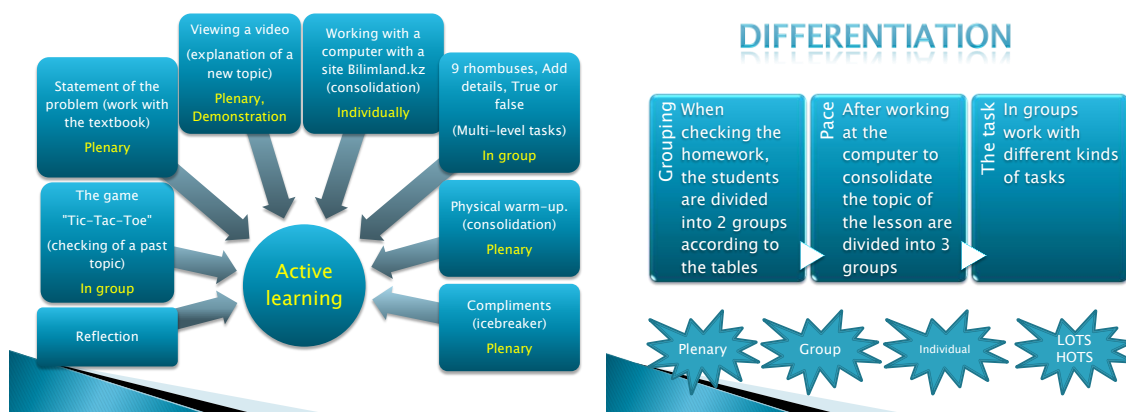 Viewing a video
(explanation of a
new topic)
Plenary,
Demonstration
Working with a
computer with a
site Bilimland.kz
(consolidation)
Individually
Statement of the
problem (work with
the textbook)
Plenary
9 rhombuses, Add
details, True or
false
(Multi-level tasks)
In group
The game
"Tic-Tac-Toe"
(checking of a past
topic)
In group
Physical warm-up.
(consolidation)
Plenary
Active
learning
Reflection
Compliments
(icebreaker)
Plenary
DIFFERENTIATION
Grouping
When
checking the
homework,
the students
are divided
into 2 groups
according to
the tables
Pace
After working
at the
computer to
consolidate
the topic of
the lesson are
divided into 3
groups
The task
In groups
work with
different kinds
of tasks
Plenary
Group
Individual
LOTS
HOTS